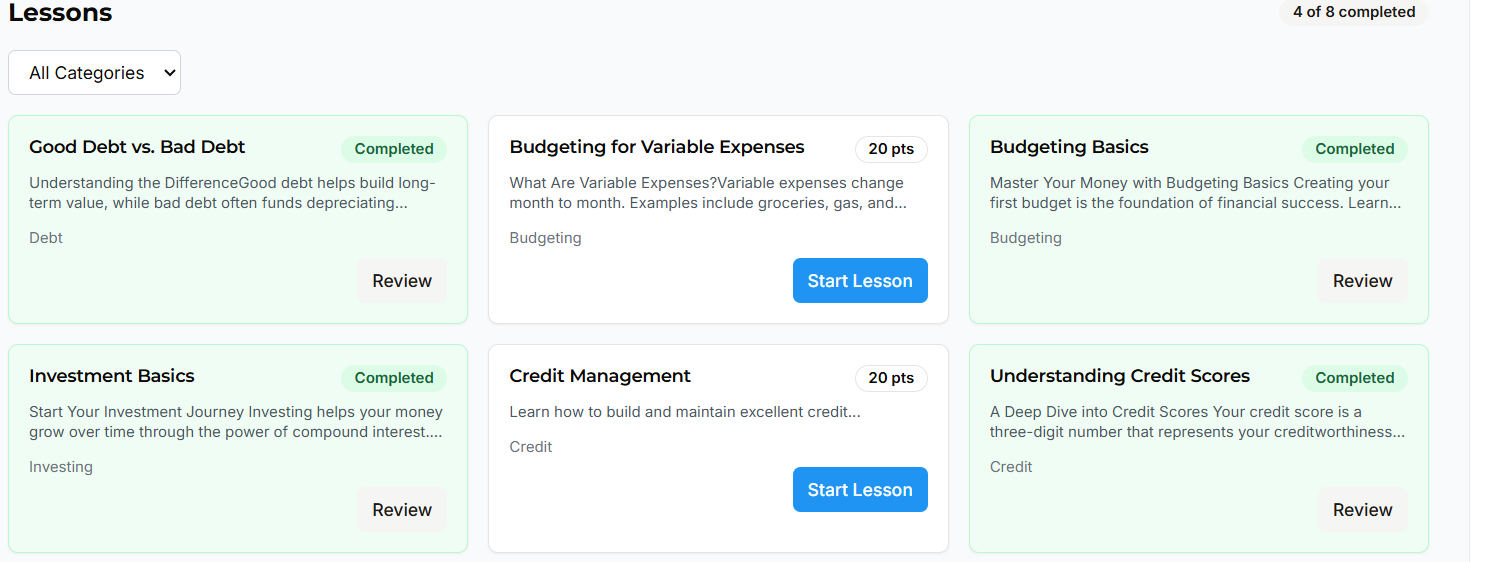 Lessons
4 of 8 completed
All Categories
Good Debt vs. Bad Debt
Completed
Understanding the DifferenceGood debt helps build long-
term value, while bad debt often funds depreciating...
Debt
Review
Budgeting for Variable Expenses
20 pts
What Are Variable Expenses?Variable expenses change
month to month. Examples include groceries, gas, and...
Budgeting
Start Lesson
Budgeting Basics
Completed
Master Your Money with Budgeting Basics Creating your
first budget is the foundation of financial success. Learn...
Budgeting
Review
Investment Basics
Completed
Start Your Investment Journey Investing helps your money
grow over time through the power of compound interest....
Investing
Review
Credit Management
20 pts
Learn how to build and maintain excellent credit...
Credit
Start Lesson
Understanding Credit Scores
Completed
A Deep Dive into Credit Scores Your credit score is a
three-digit number that represents your creditworthiness...
Credit
Review